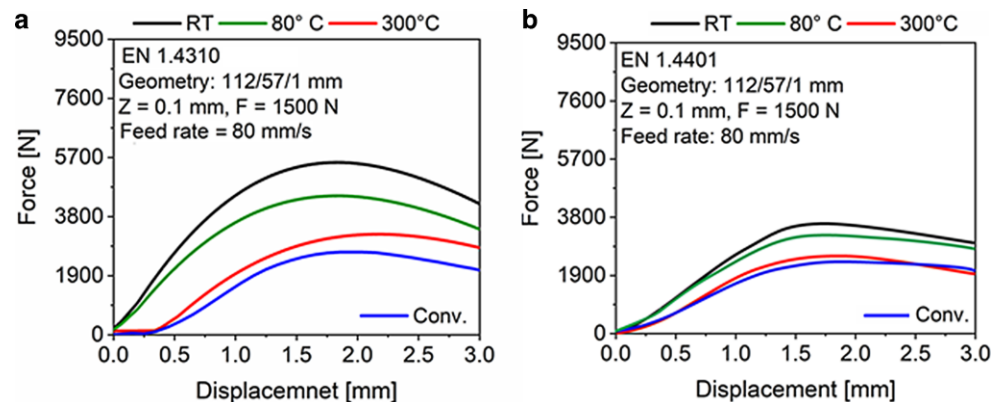 a
RT 80° C 300°C
9500
7600
5700
3800
1900
0
Force [N]
EN 1.4310
Geometry: 112/57/1 mm
Z = 0.1 mm, F = 1500 N
Feed rate = 80 mm/s
Conv.
0.0 0.5 1.0 1.5 2.0 2.5 3.0
Displacemnet [mm]
b
RT 80° C 300°C
9500
7600
5700
3800
1900
0
Force [N]
EN 1.4401
Geometry: 112/57/1 mm
Z = 0.1 mm, F = 1500 N
Feed rate: 80 mm/s
Conv.
0.0 0.5 1.0 1.5 2.0 2.5 3.0
Displacement [mm]